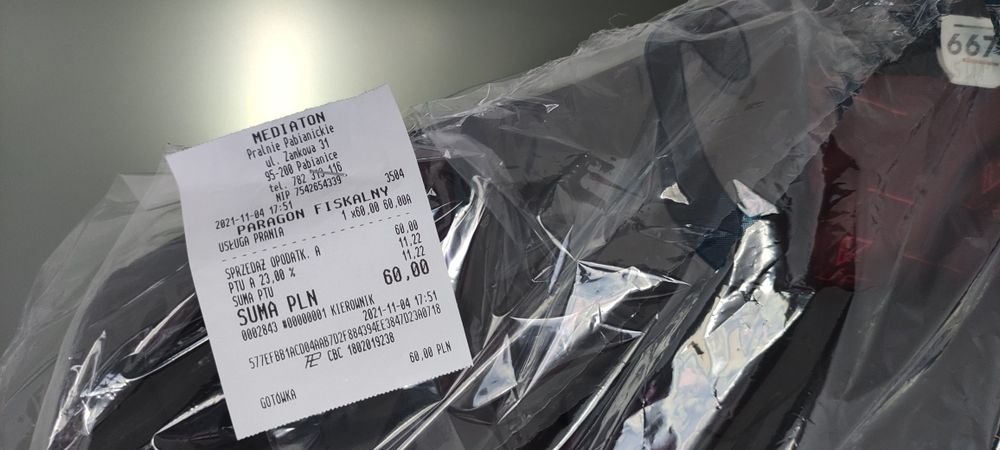 MEDIATON
Pralnie Pabianickie
ul. Zamkowa 31
95-200 Pabianice
tel. 782 313 116
NIP 7542654339
2021-11-04 17:51 3504
PARAGON FISKALNY
USŁUGA PRANIA 1 x60,00 60,00A
SPRZEDAŻ OPODATK. A 60,00
PTU A 23,00 % 11,22
SUMA PTU 11,22
SUMA PLN 60,00
0002843 #00000001 KIEROWNIK 2021-11-04 17:51
CBC 1802019238
GOTÓWKA 60,00 PLN
667